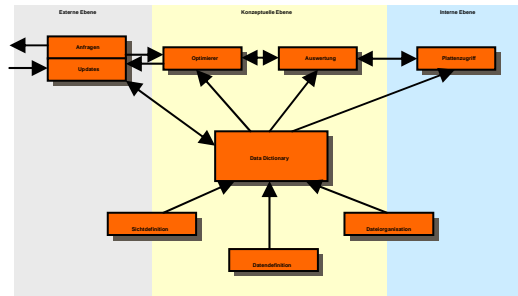 Externe Ebene
Konzeptuelle Ebene
Interne Ebene
Anfragen
Updates
Optimierer
Auswertung
Plattenzugriff
Data Dictionary
Sichtdefinition
Dateiorganisation
Datendefinition